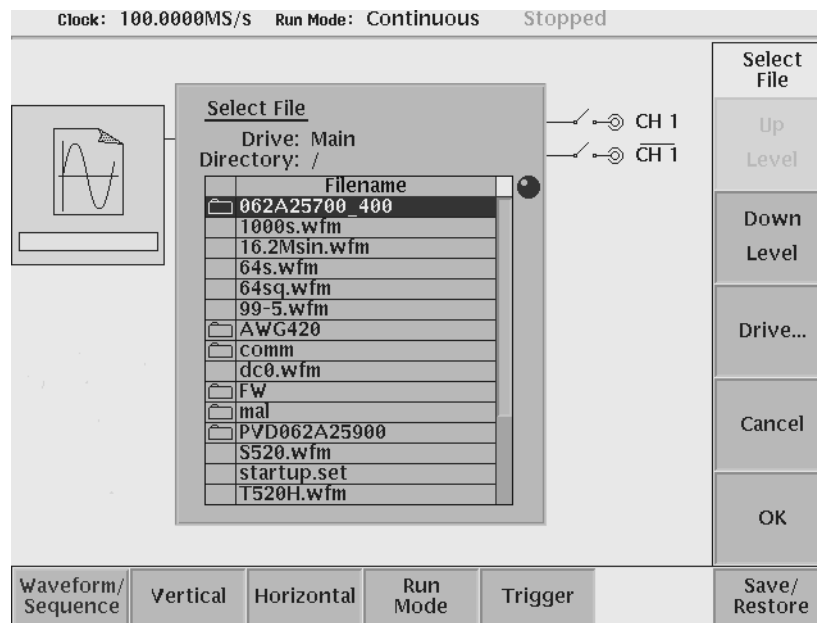 Clock: 100.0000MS/s Run Mode: Continuous Stopped
Select File
Drive: Main
Directory: /
Filename
062A25700_400
1000s.wfm
16.2Msin.wfm
64s.wfm
64sq.wfm
99-5.wfm
AWG420
comm
dc0.wfm
FW
mal
PVD062A25900
S520.wfm
startup.set
T520H.wfm
CH 1
CH 1
Select
File
Up
Level
Down
Level
Drive...
Cancel
OK
Waveform/
Sequence
Vertical
Horizontal
Run
Mode
Trigger
Save/
Restore